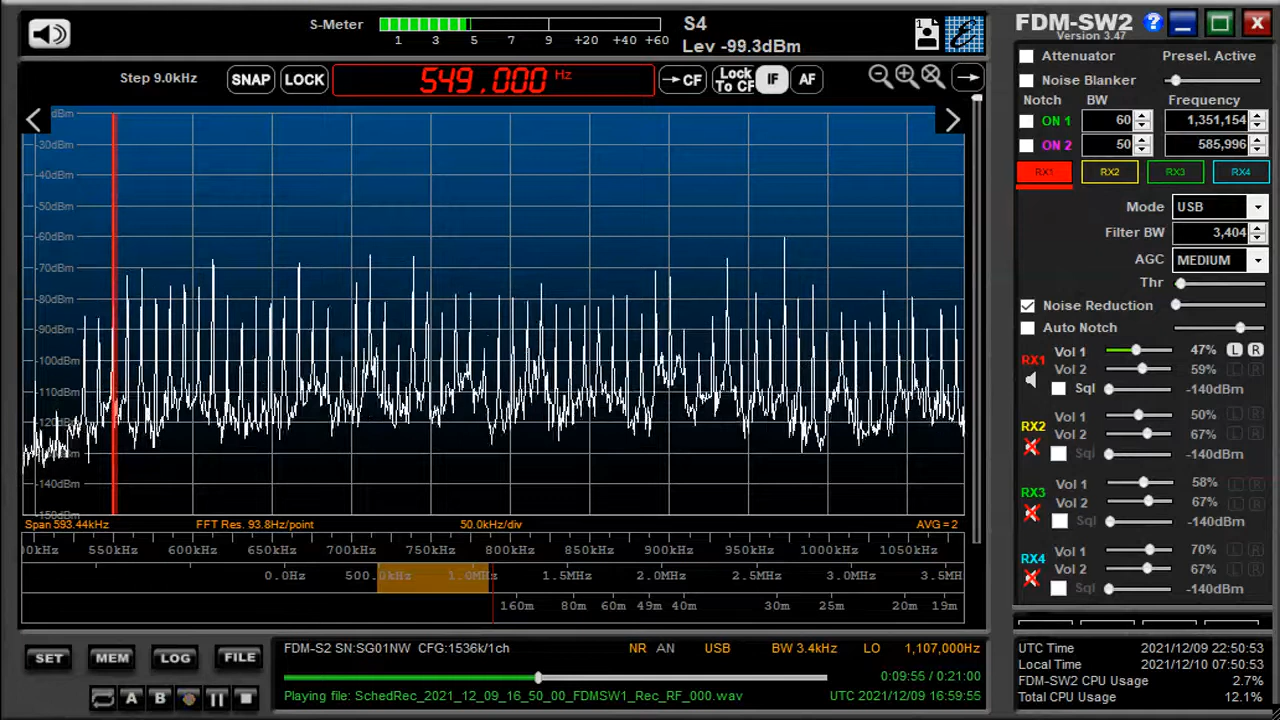 S-Meter
1 3 5 7 9 +20 +40 +60
S4
Lev -99.3dBm
1
FDM-SW2
?
Version 3.47
Step 9.0kHz
SNAP
LOCK
549.000 Hz
→CF
Lock To CF
IF
AF
Attenuator
Presel. Active
Noise Blanker
Notch BW Frequency
ON 1 60 1,351,154
ON 2 50 585,996
RX1 RX2 RX3 RX4
Mode USB
Filter BW 3,404
AGC MEDIUM
Thr
Noise Reduction
Auto Notch
RX1
Vol 1 47% L R
Vol 2 59% L R
Sql -140dBm
RX2
Vol 1 50% L R
Vol 2 67% L R
Sql -140dBm
RX3
Vol 1 58% L R
Vol 2 67% L R
Sql -140dBm
RX4
Vol 1 70% L R
Vol 2 67% L R
Sql -140dBm
-30dBm
-40dBm
-50dBm
-60dBm
-70dBm
-80dBm
-90dBm
-100dBm
-110dBm
-120dBm
-130dBm
-140dBm
-150dBm
Span 593.44kHz FFT Res. 93.8Hz/point 50.0kHz/div AVG = 2
550kHz 600kHz 650kHz 700kHz 750kHz 800kHz 850kHz 900kHz 950kHz 1000kHz 1050kHz
0.0Hz 500.0kHz 1.0MHz 1.5MHz 2.0MHz 2.5MHz 3.0MHz 3.5MH
160m 80m 60m 49m 40m 30m 25m 20m 19m
SET
MEM
LOG
FILE
A
B
FDM-S2 SN:SG01NW CFG:1536k/1ch NR AN USB BW 3.4kHz LO 1,107,000Hz
0:09:55 / 0:21:00
Playing file: SchedRec_2021_12_09_16_50_00_FDMSW1_Rec_RF_000.wav UTC 2021/12/09 16:59:55
UTC Time 2021/12/09 22:50:53
Local Time 2021/12/10 07:50:53
FDM-SW2 CPU Usage 2.7%
Total CPU Usage 12.1%